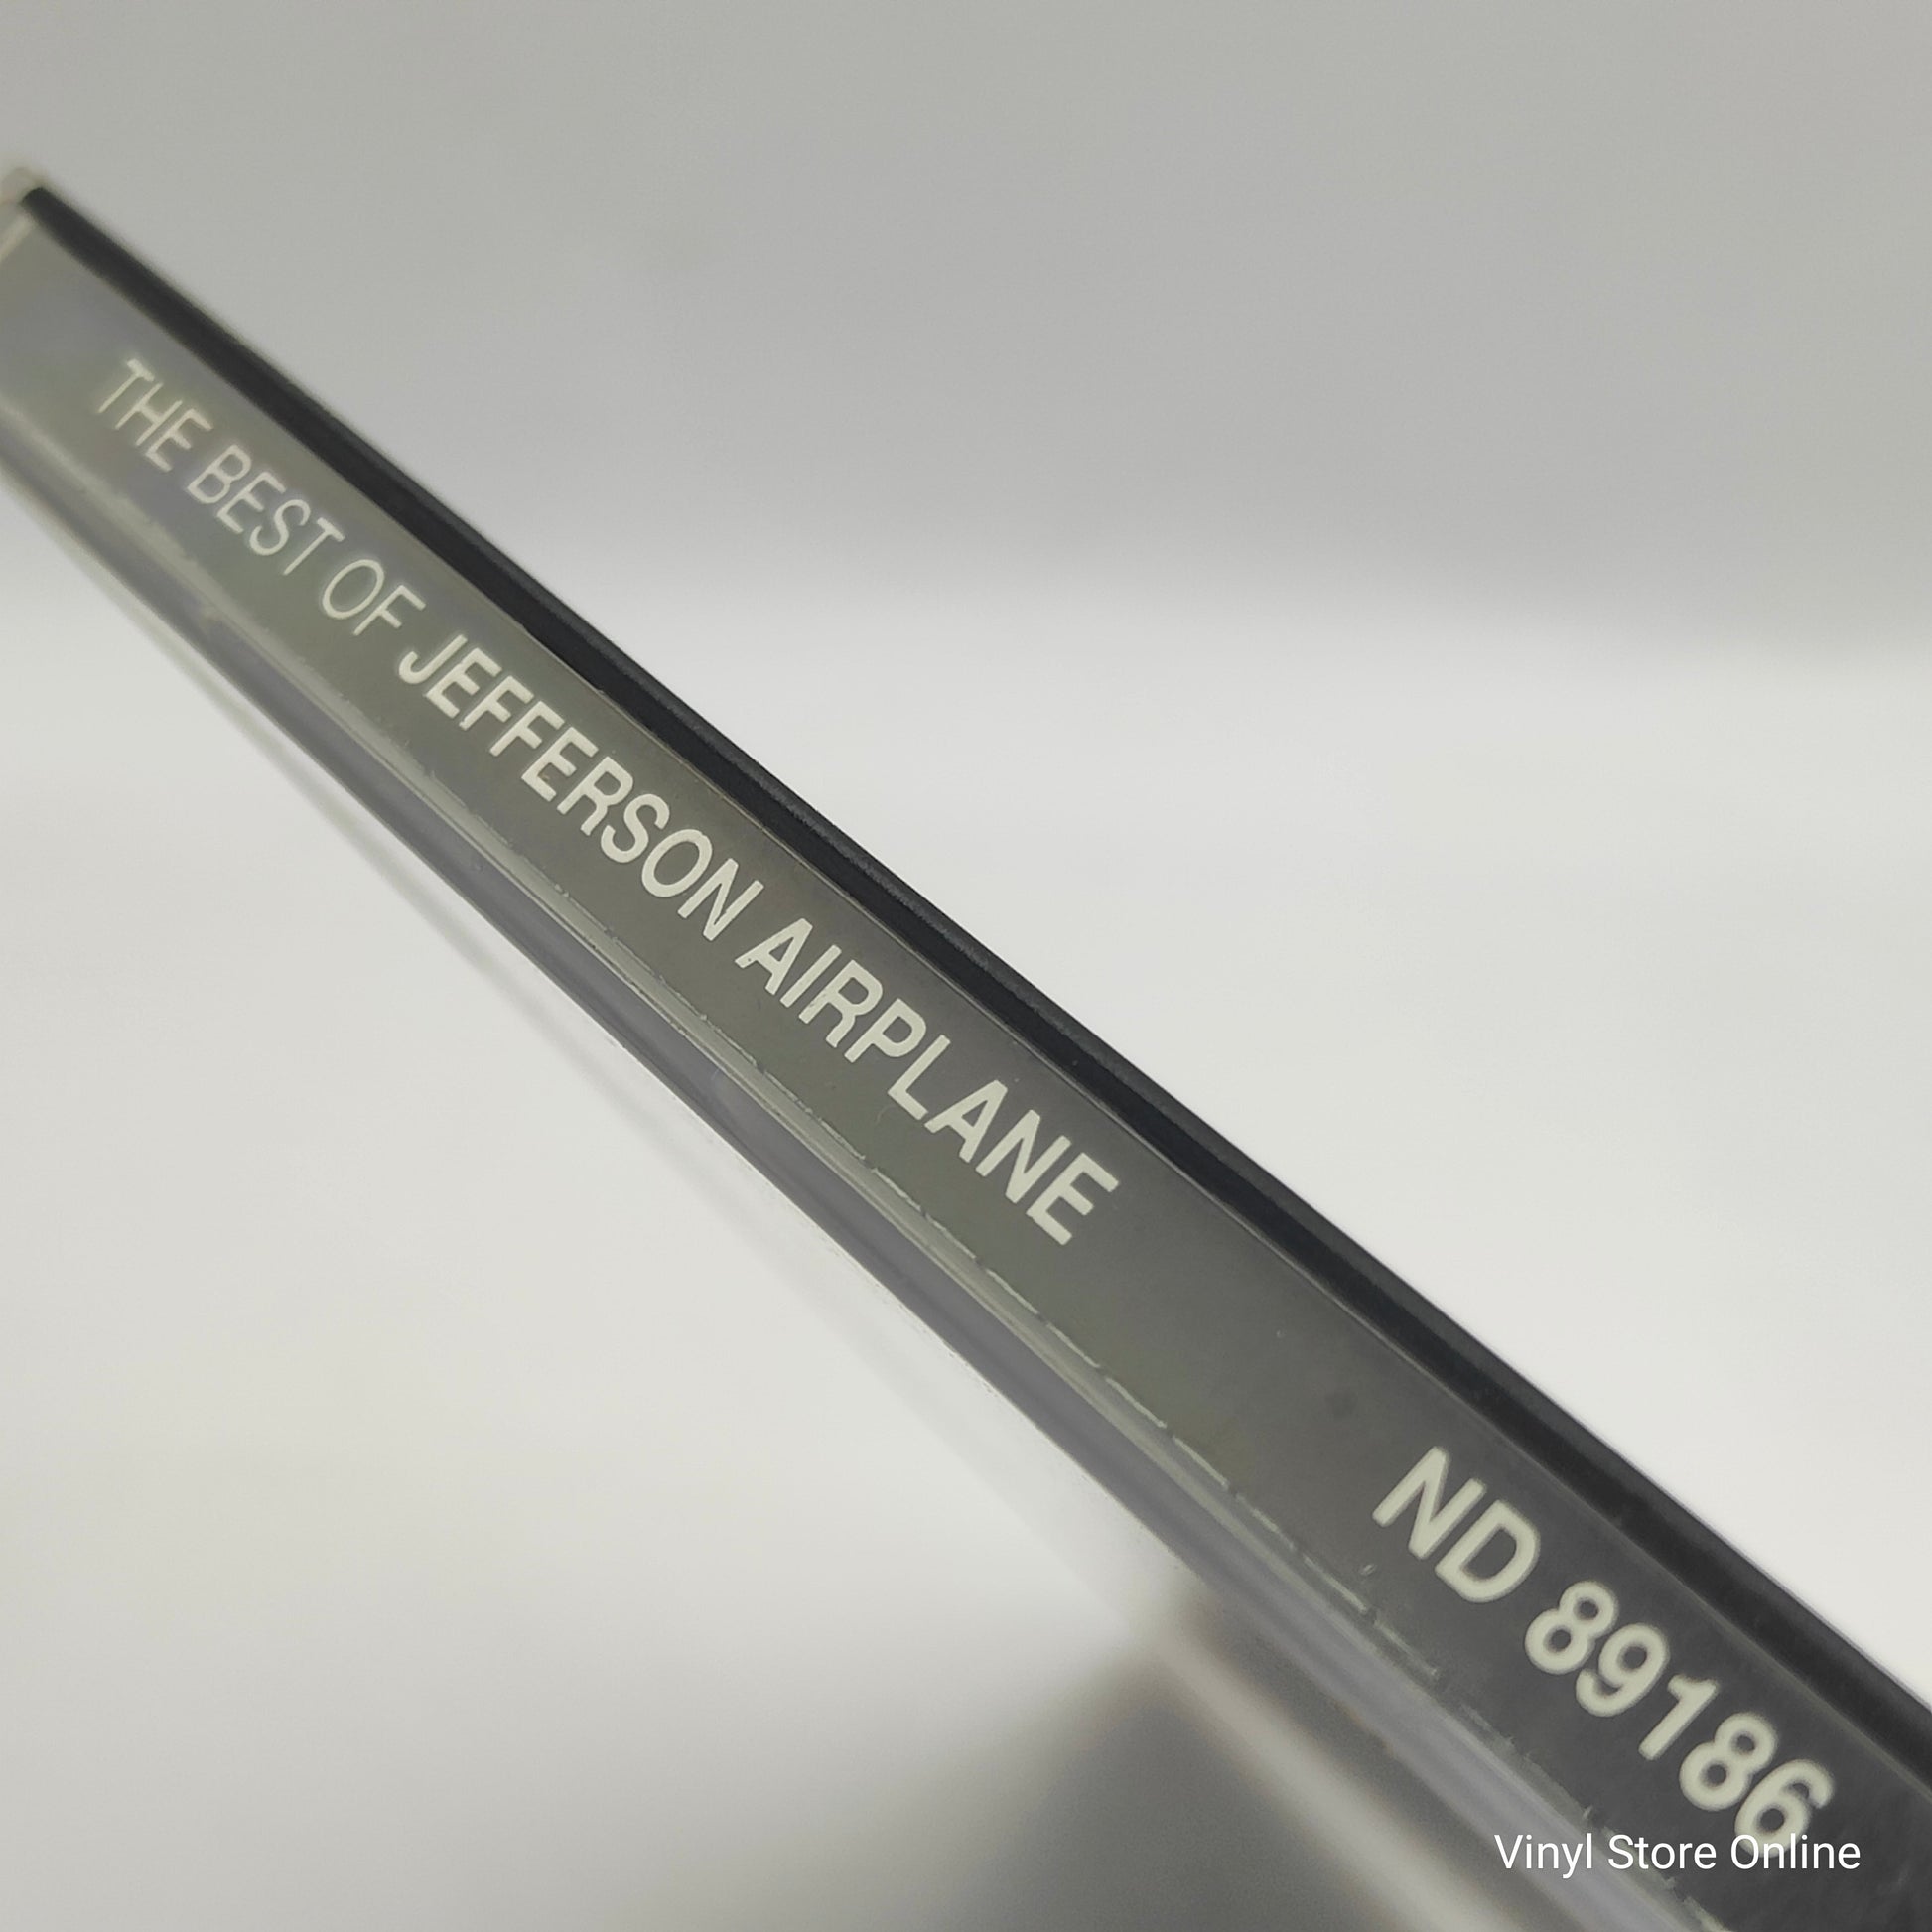 THE BEST OF JEFFERSON AIRPLANE ND 89186
Vinyl Store Online